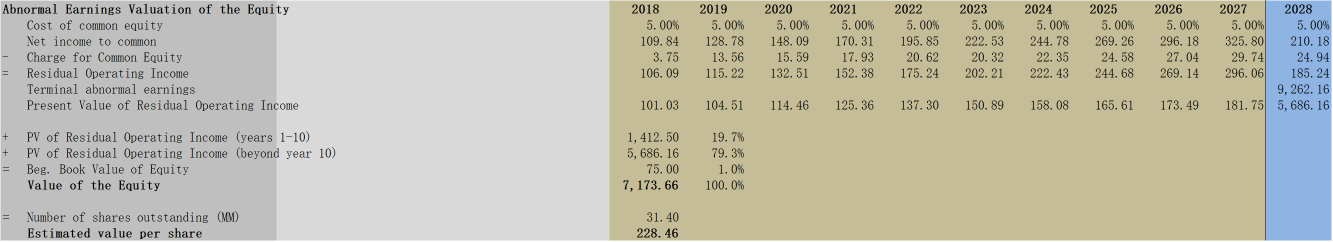 Abnormal Earnings Valuation of the Equity 2018 2019 2020 2021 2022 2023 2024 2025 2026 2027 2028
Cost of common equity 5.00% 5.00% 5.00% 5.00% 5.00% 5.00% 5.00% 5.00% 5.00% 5.00% 5.00%
Net income to common 109.84 128.78 148.09 170.31 195.85 222.53 244.78 269.26 296.18 325.80 210.18
- Charge for Common Equity 3.75 13.56 15.59 17.93 20.62 20.32 22.35 24.58 27.04 29.74 24.94
= Residual Operating Income 106.09 115.22 132.51 152.38 175.24 202.21 222.43 244.68 269.14 296.06 185.24
Terminal abnormal earnings 9,262.16
Present Value of Residual Operating Income 101.03 104.51 114.46 125.36 137.30 150.89 158.08 165.61 173.49 181.75 5,686.16
+ PV of Residual Operating Income (years 1-10) 1,412.50 19.7%
+ PV of Residual Operating Income (beyond year 10) 5,686.16 79.3%
= Beg. Book Value of Equity 75.00 1.0%
Value of the Equity 7,173.66 100.0%
= Number of shares outstanding (MM) 31.40
Estimated value per share 228.46